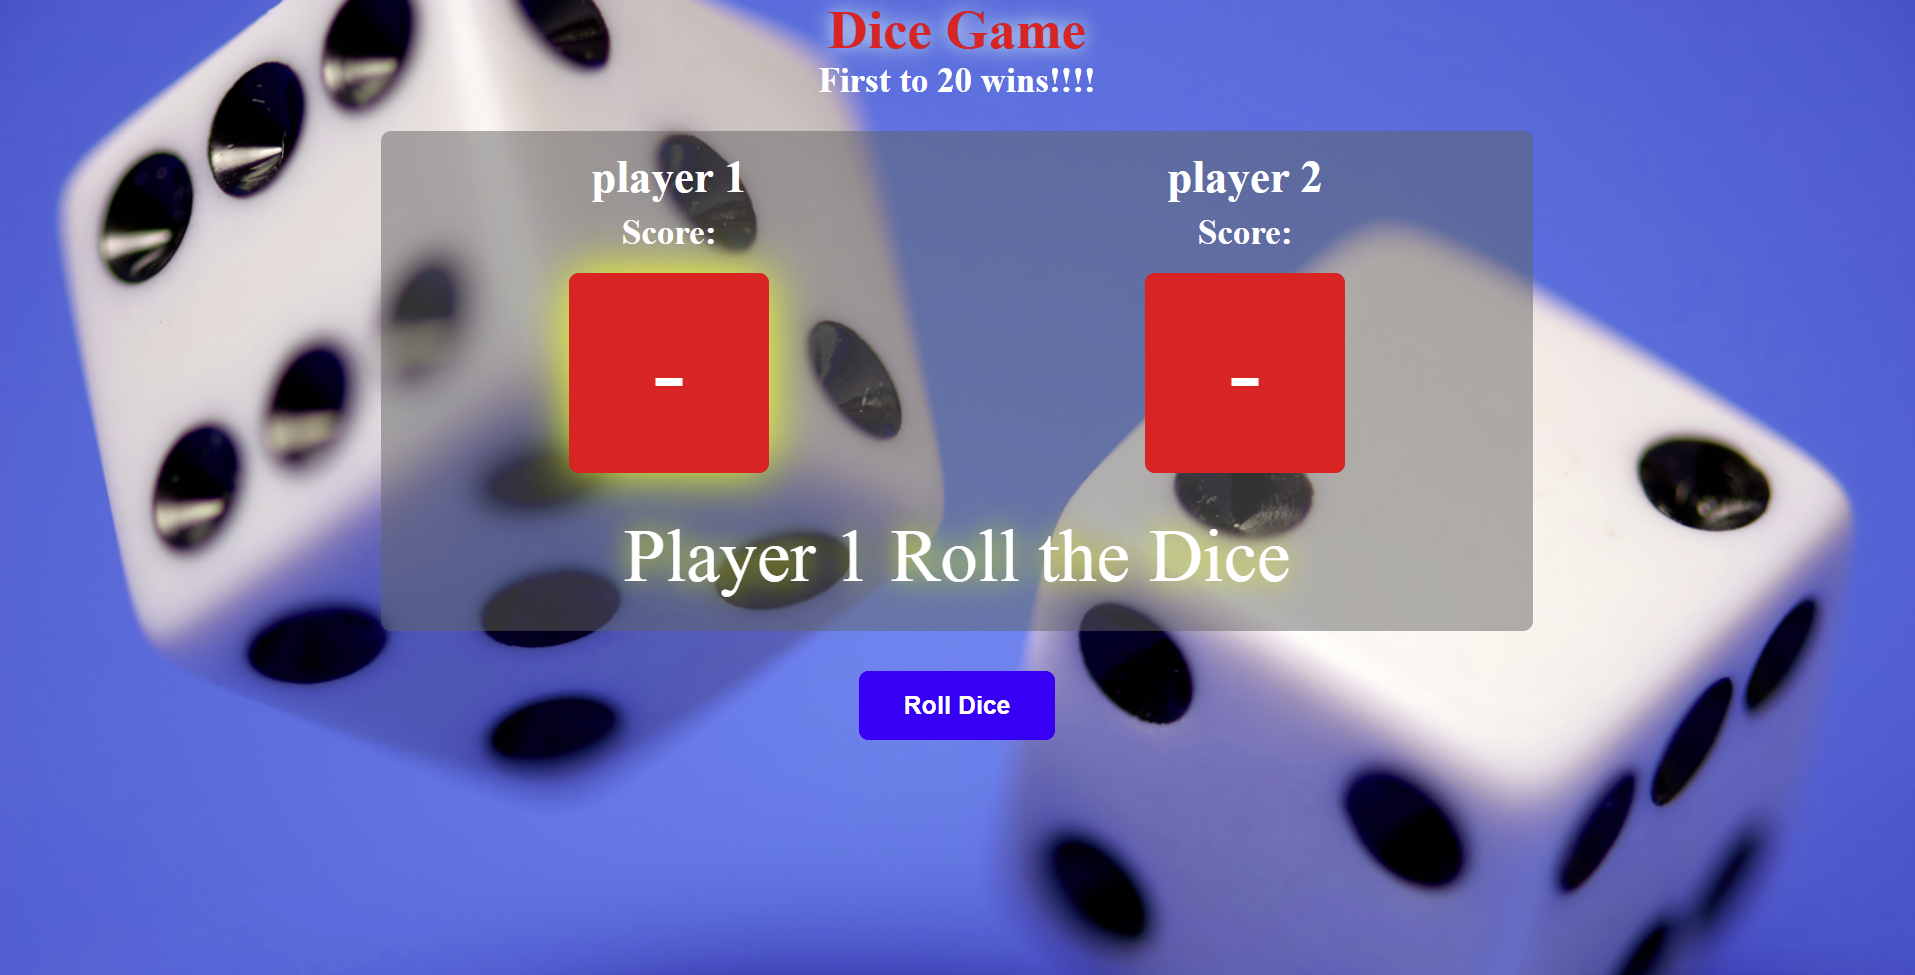 Dice Game
First to 20 wins!!!!
player 1
Score:
-
player 2
Score:
-
Player 1 Roll the Dice
Roll Dice